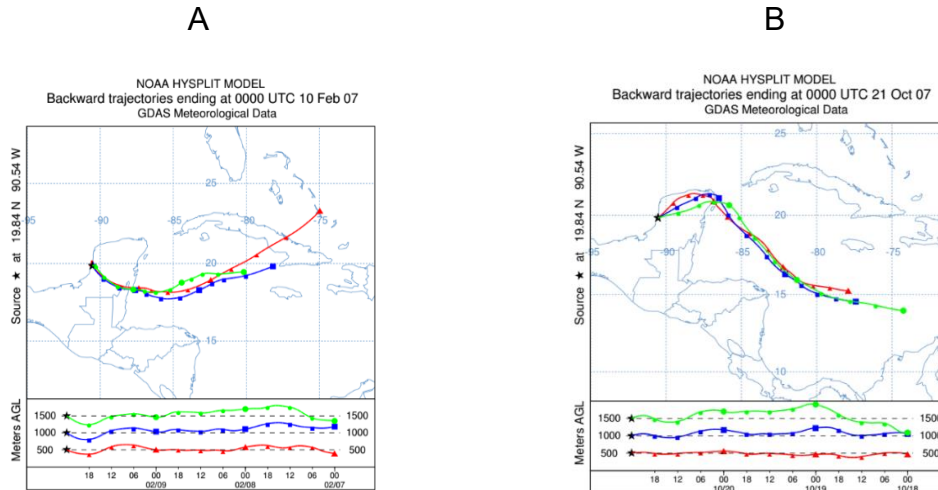 A
B
NOAA HYSPLIT MODEL
Backward trajectories ending at 0000 UTC 10 Feb 07
GDAS Meteorological Data
Source ★ at 19.84 N 90.54 W
95
-90
-85
-80
-75
25
20
15
Meters AGL
1500
1000
500
1500
1000
500
18 12 06 00 18 12 06 00 18 12 06 00
02/09 02/08 02/07
NOAA HYSPLIT MODEL
Backward trajectories ending at 0000 UTC 21 Oct 07
GDAS Meteorological Data
Source ★ at 19.84 N 90.54 W
-90
-85
-80
-75
25
20
15
10
Meters AGL
1500
1000
500
1500
1000
500
18 12 06 00 18 12 06 00 18 12 06 00
10/20 10/19 10/18